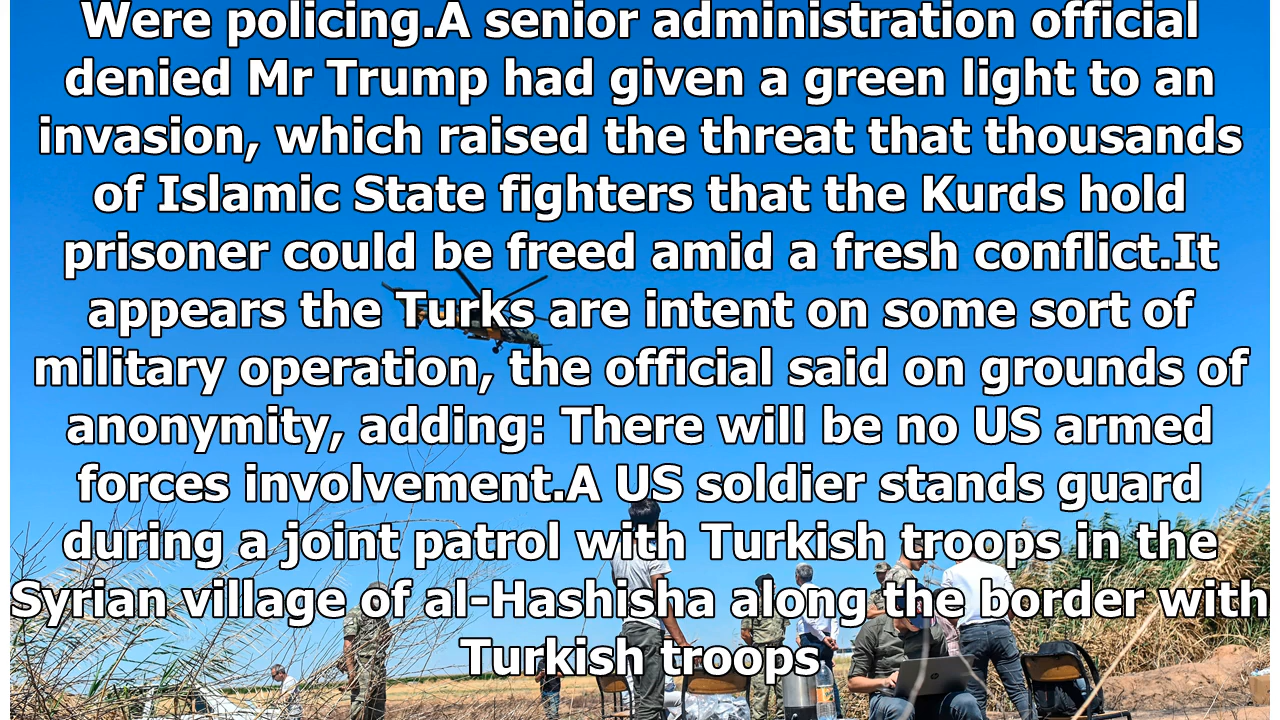 Were policing.A senior administration official
denied Mr Trump had given a green light to an
invasion, which raised the threat that thousands
of Islamic State fighters that the Kurds hold
prisoner could be freed amid a fresh conflict.It
appears the Turks are intent on some sort of
military operation, the official said on grounds of
anonymity, adding: There will be no US armed
forces involvement.A US soldier stands guard
during a joint patrol with Turkish troops in the
Syrian village of al-Hashisha along the border with
Turkish troops